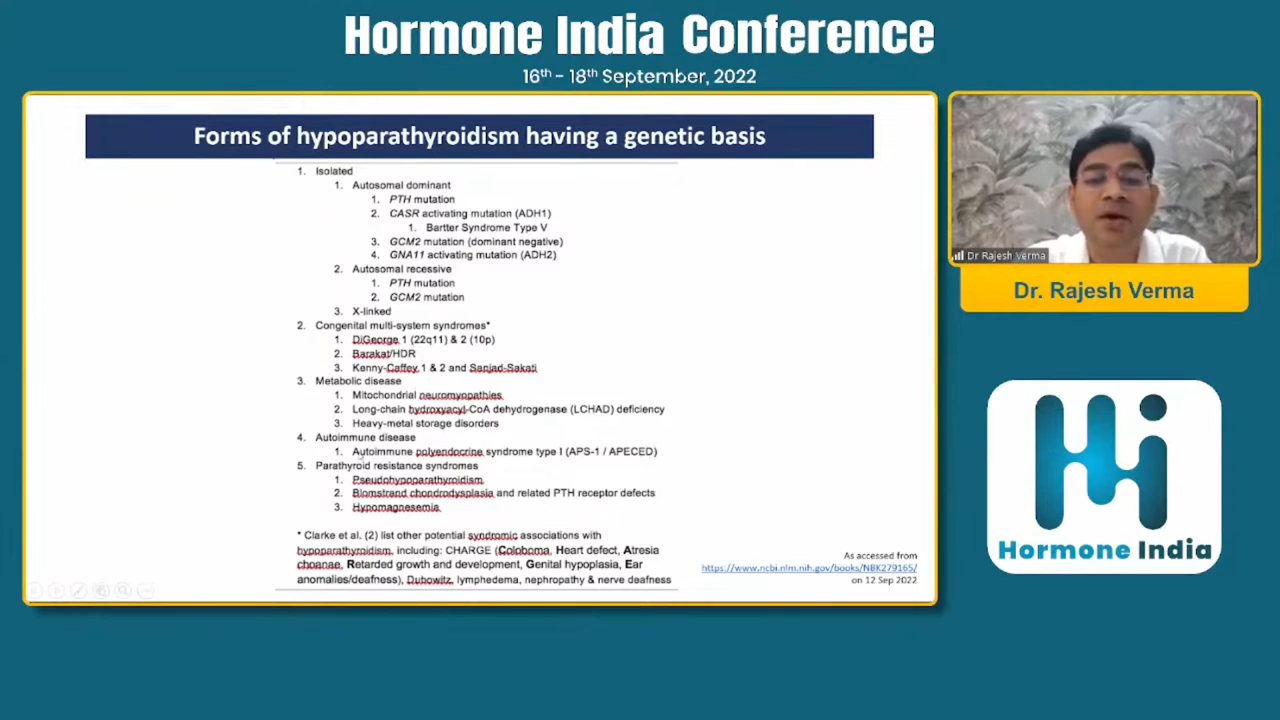 Hormone India Conference
16th - 18th September, 2022
Forms of hypoparathyroidism having a genetic basis
1. Isolated
1. Autosomal dominant
1. PTH mutation
2. CASR activating mutation (ADH1)
1. Bartter Syndrome Type V
3. GCM2 mutation (dominant negative)
4. GNA11 activating mutation (ADH2)
2. Autosomal recessive
1. PTH mutation
2. GCM2 mutation
3. X-linked
2. Congenital multi-system syndromes*
1. DiGeorge 1 (22q11) & 2 (10p)
2. Barakat/HDR
3. Kenny-Caffey 1 & 2 and Sanjad-Sakati
3. Metabolic disease
1. Mitochondrial neuromyopathies
2. Long-chain hydroxyacyl-CoA dehydrogenase (LCHAD) deficiency
3. Heavy-metal storage disorders
4. Autoimmune disease
1. Autoimmune polyendocrine syndrome type I (APS-1 / APECED)
5. Parathyroid resistance syndromes
1. Pseudohypoparathyroidism
2. Blomstrand chondrodysplasia and related PTH receptor defects
3. Hypomagnesemia
* Clarke et al. (2) list other potential syndromic associations with
hypoparathyroidism, including: CHARGE (Coloboma, Heart defect, Atresia
choanae, Retarded growth and development, Genital hypoplasia, Ear
anomalies/deafness), Dubowitz, lymphedema, nephropathy & nerve deafness
As accessed from
https://www.ncbi.nlm.nih.gov/books/NBK279165/
on 12 Sep 2022
Dr Rajesh Verma
Dr. Rajesh Verma
Hormone India